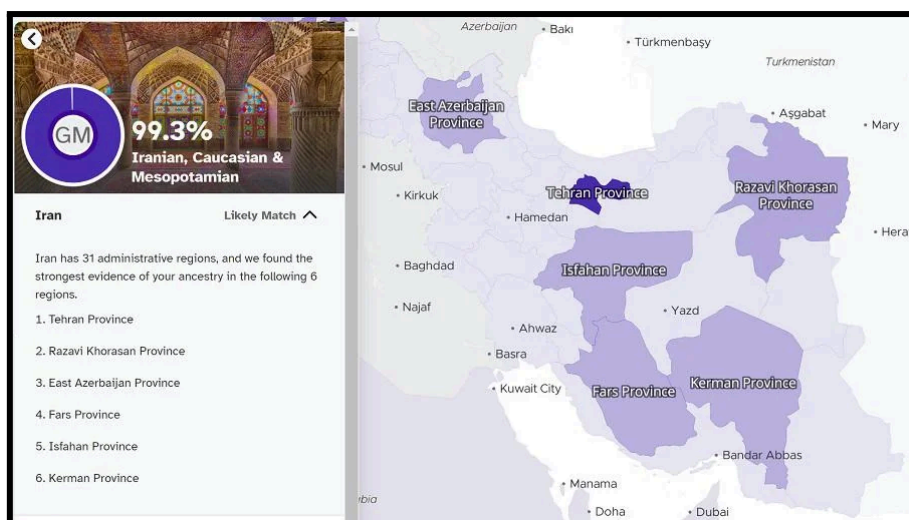 GM
99.3%
Iranian, Caucasian &
Mesopotamian
Iran
Likely Match
Iran has 31 administrative regions, and we found the
strongest evidence of your ancestry in the following 6
regions.
1. Tehran Province
2. Razavi Khorasan Province
3. East Azerbaijan Province
4. Fars Province
5. Isfahan Province
6. Kerman Province
Azerbaijan
Bakı
Türkmenbaşy
Turkmenistan
East Azerbaijan
Province
Aşgabat
Mary
Mosul
Kirkuk
Tehran Province
Razavi Khorasan
Province
Hamedan
Hera
Baghdad
Isfahan Province
Najaf
Yazd
Ahwaz
Basra
Kuwait City
Fars Province
Kerman Province
Bandar Abbas
Manama
bia
Doha
Dubai